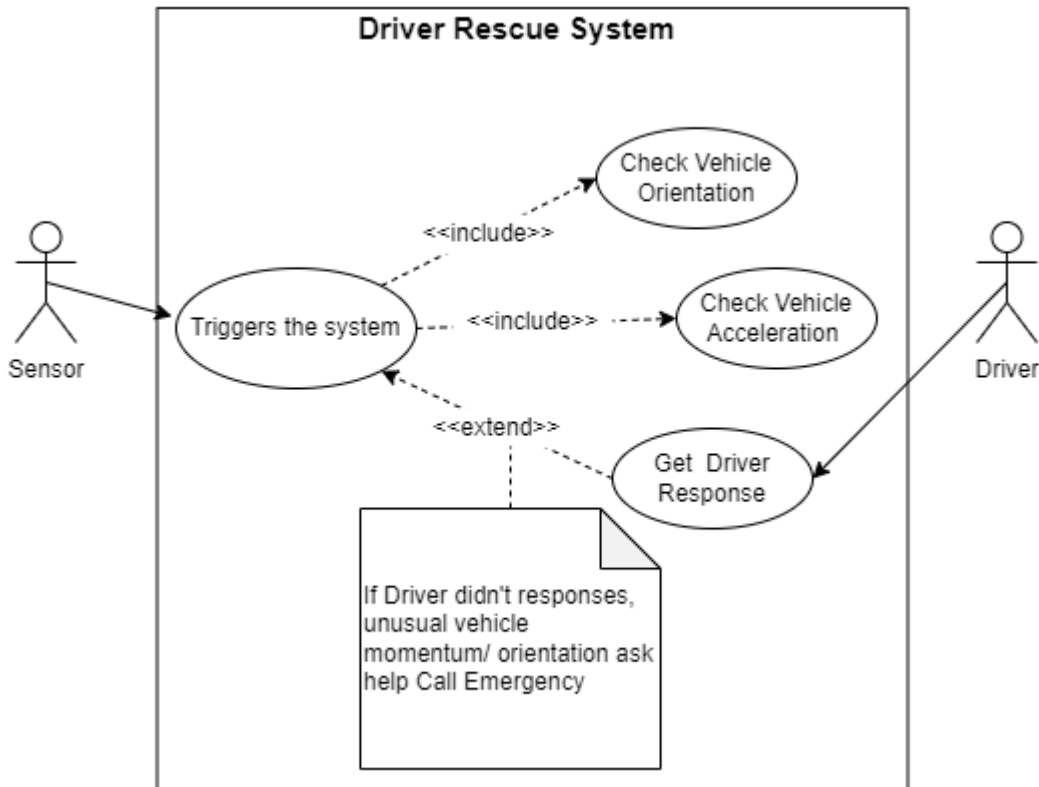 Driver Rescue System
Check Vehicle
Orientation
<<include>>
Triggers the system
<<include>>
Check Vehicle
Acceleration
Sensor
Driver
<<extend>>
Get Driver
Response
If Driver didn't responses,
unusual vehicle
momentum/ orientation ask
help Call Emergency